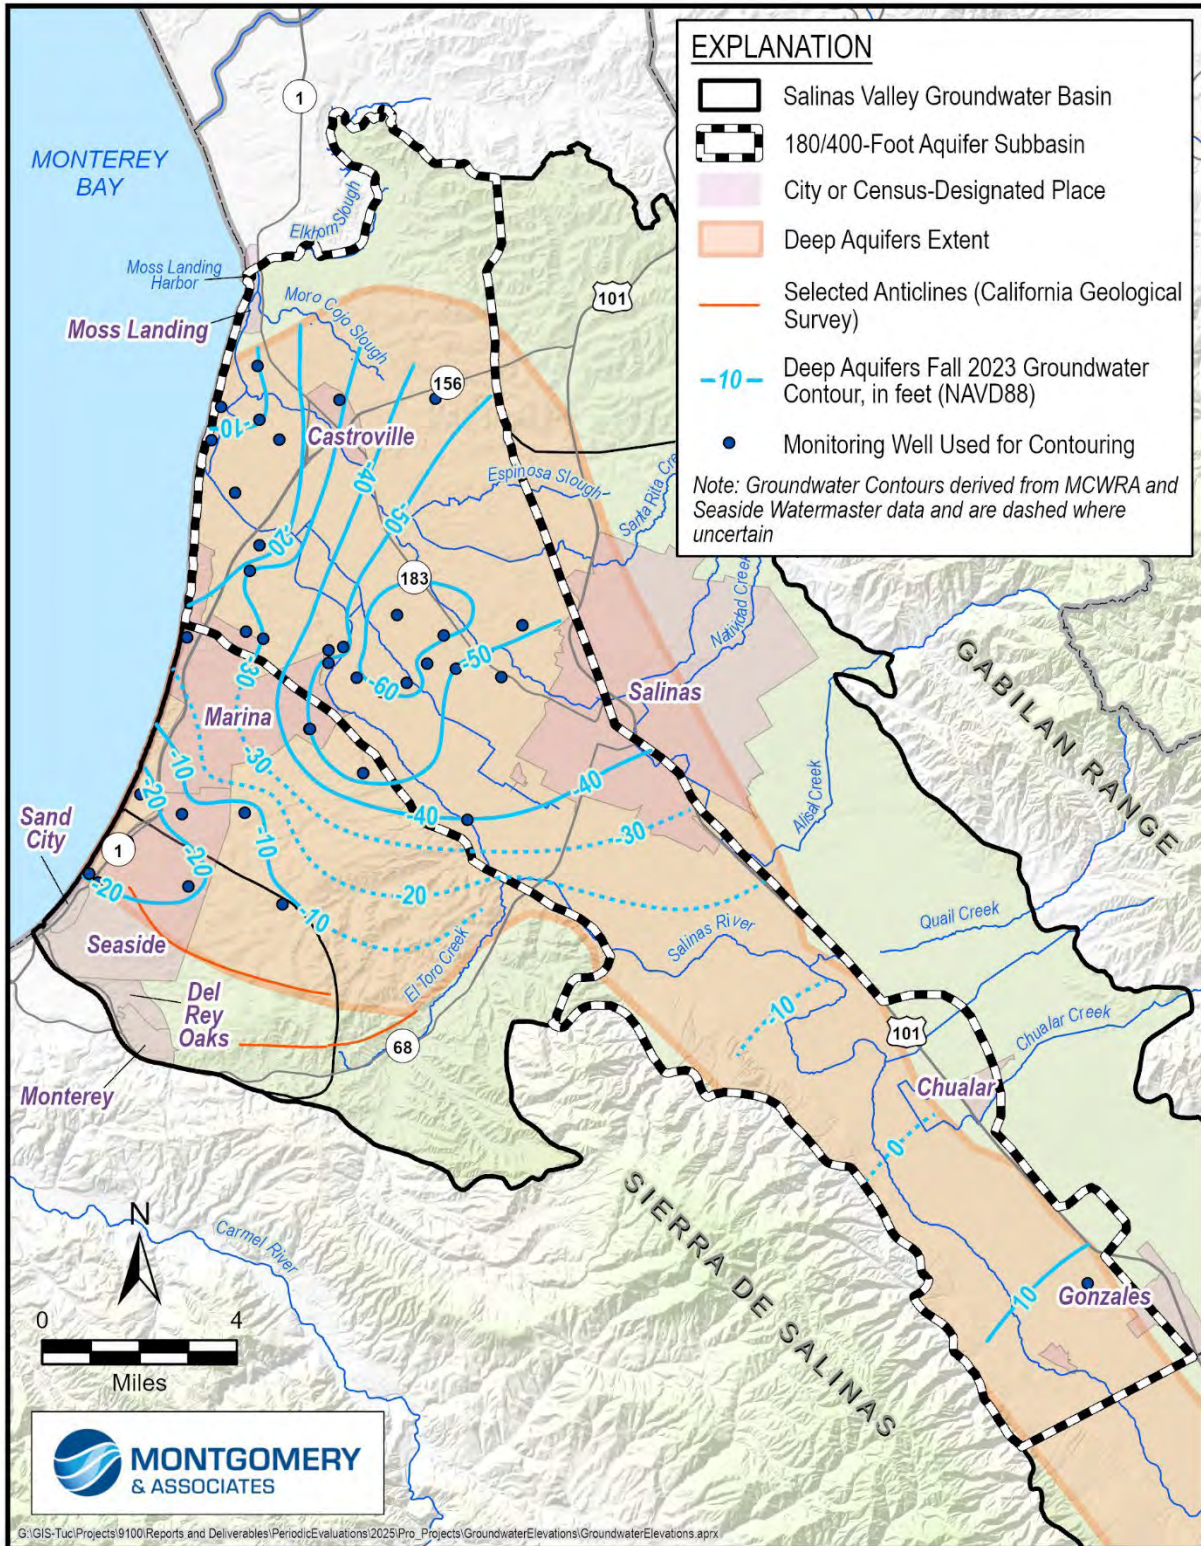 EXPLANATION
Salinas Valley Groundwater Basin
180/400-Foot Aquifer Subbasin
City or Census-Designated Place
Deep Aquifers Extent
Selected Anticlines (California Geological
Survey)
-10-
Deep Aquifers Fall 2023 Groundwater
Contour, in feet (NAVD88)
Monitoring Well Used for Contouring
Note: Groundwater Contours derived from MCWRA and
Seaside Watermaster data and are dashed where
uncertain
1
MONTEREY
BAY
Elkhorn Slough
Moss Landing
Harbor
Moro Cojo Slough
101
Moss Landing
156
-10
Castroville
-40
Espinosa Slough
Santa Rita Cre
-50
-20
183
Natividad Creek
-30
-50
-60
Salinas
Marina
GABILAN RANGE
-10
-30
-40
-20
-40
-30
Alisal Creek
Sand
City
1
-10
-20
-20
-20
-10
Quail Creek
Seaside
Salinas River
El Toro Creek
Del
Rey
Oaks
-10
68
101
Chualar Creek
Monterey
Chualar
0
SIERRA DE SALINAS
N
Carmel River
10
Gonzales
0
4
Miles
MONTGOMERY
& ASSOCIATES
G:\GIS-Tuc\Projects\9100\Reports and Deliverables\PeriodicEvaluations\2025\Pro_Projects\GroundwaterElevations\GroundwaterElevations.aprx